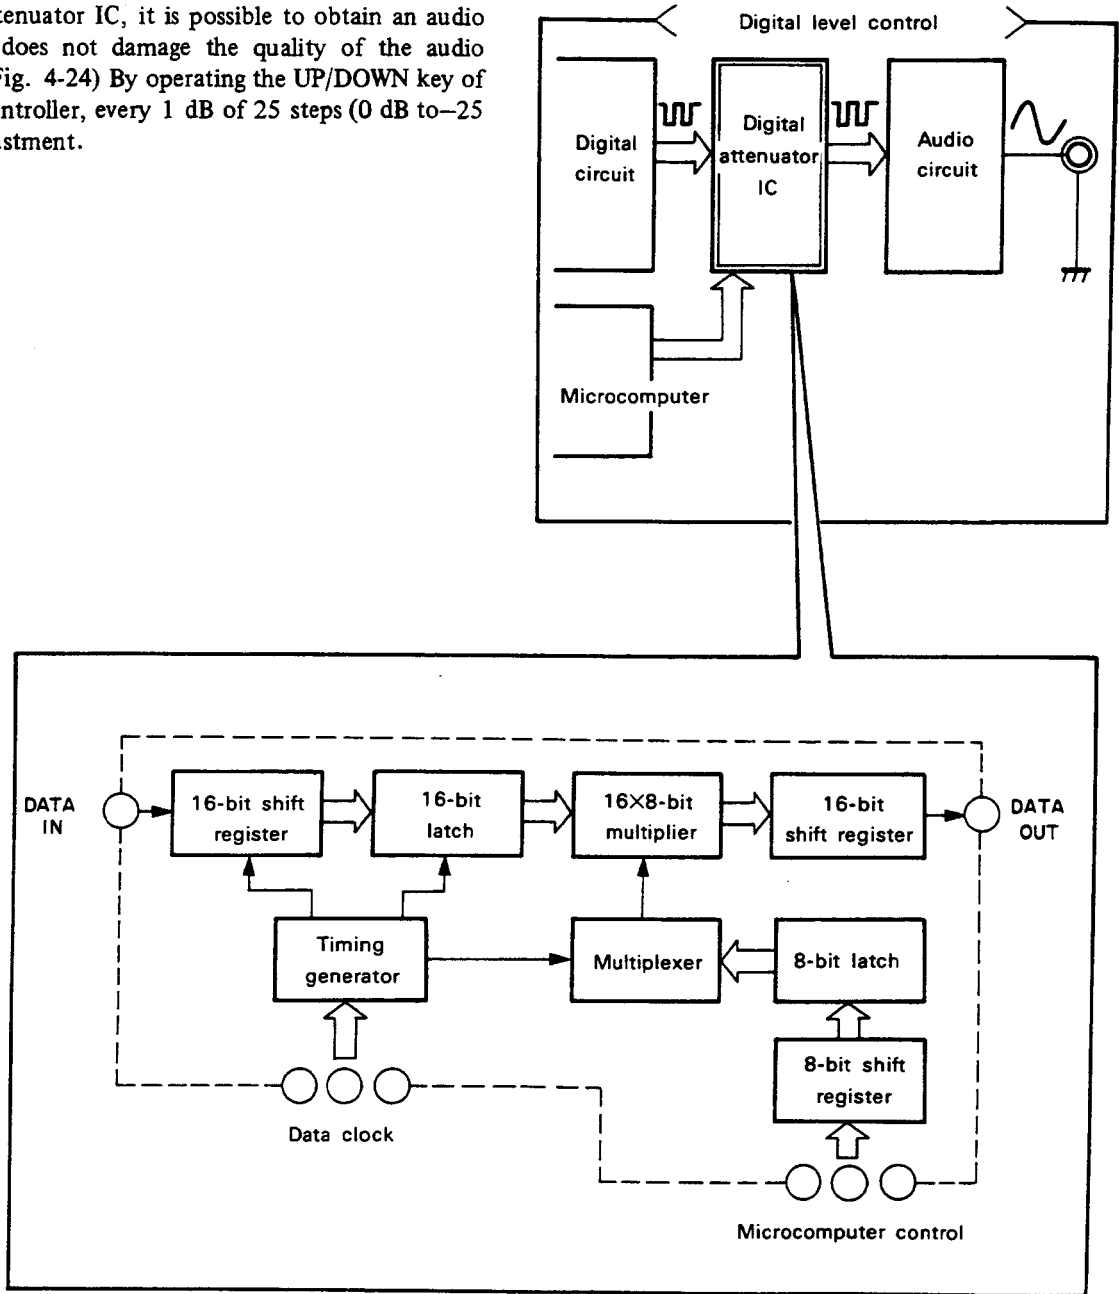 tenuator IC, it is possible to obtain an audio
does not damage the quality of the audio
ig. 4-24) By operating the UP/DOWN key of
ntroller, every 1 dB of 25 steps (0 dB to–25
stment.
Digital level control
Digital
circuit
Digital
attenuator
IC
Audio
circuit
Microcomputer
DATA
IN
16-bit shift
register
16-bit
latch
16×8-bit
multiplier
16-bit
shift register
DATA
OUT
Timing
generator
Multiplexer
8-bit latch
8-bit shift
register
Data clock
Microcomputer control